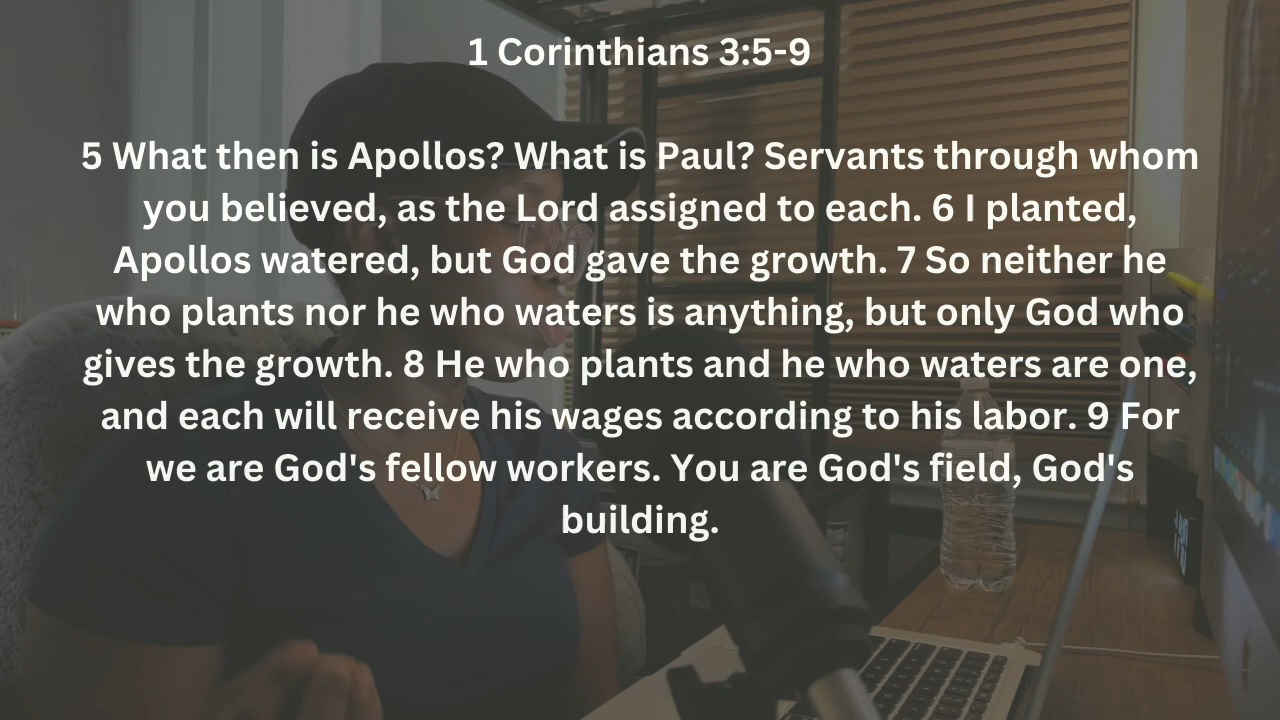 1 Corinthians 3:5-9
5 What then is Apollos? What is Paul? Servants through whom
you believed, as the Lord assigned to each. 6 I planted,
Apollos watered, but God gave the growth. 7 So neither he
who plants nor he who waters is anything, but only God who
gives the growth. 8 He who plants and he who waters are one,
and each will receive his wages according to his labor. 9 For
we are God's fellow workers. You are God's field, God's
building.